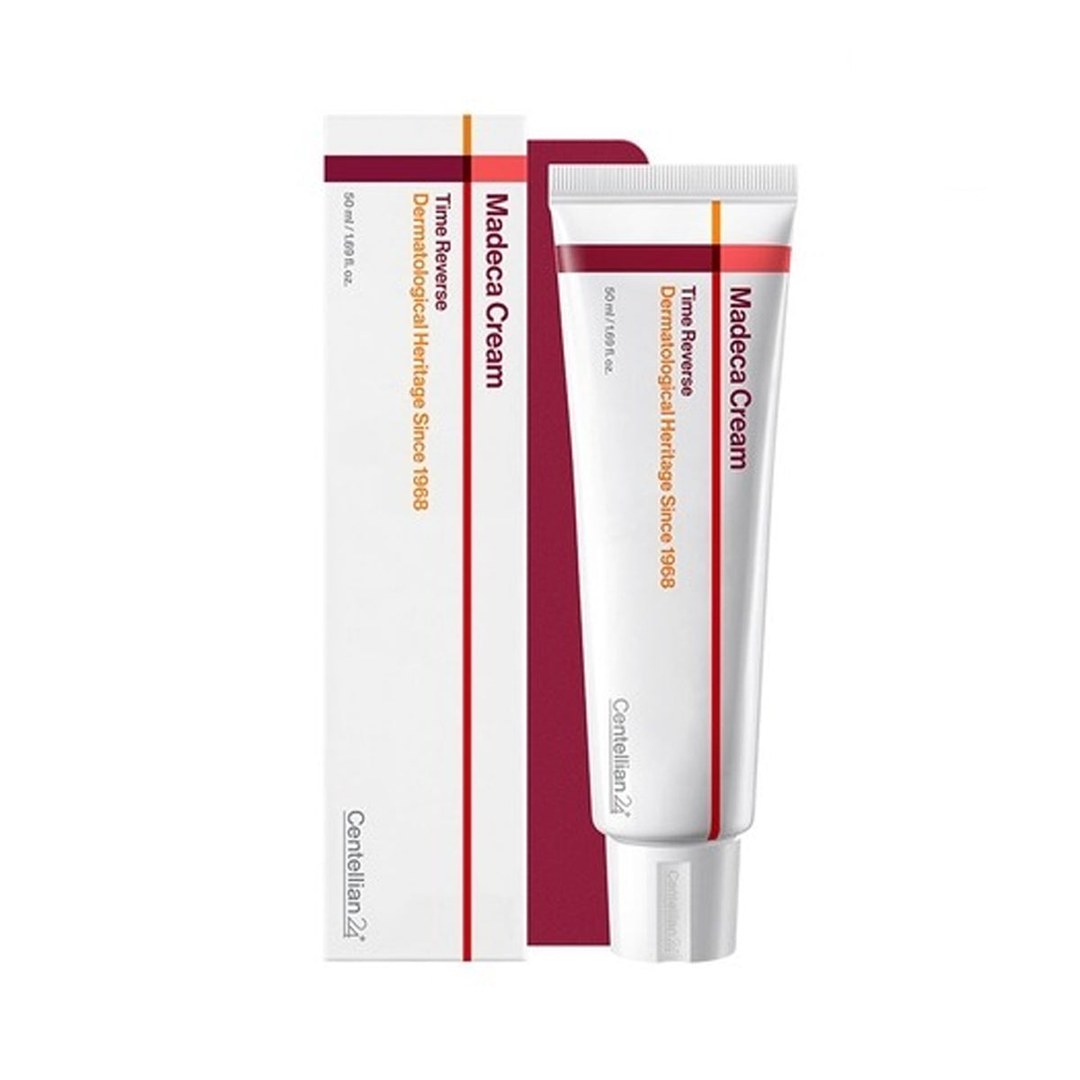 Madeca Cream
Time Reverse
Dermatological Heritage Since 1968
50 ml / 1.69 fl. oz.
Centellian24+
Madeca Cream
Time Reverse
Dermatological Heritage Since 1968
50 ml / 1.69 fl. oz.
Centellian24+
Centellian24